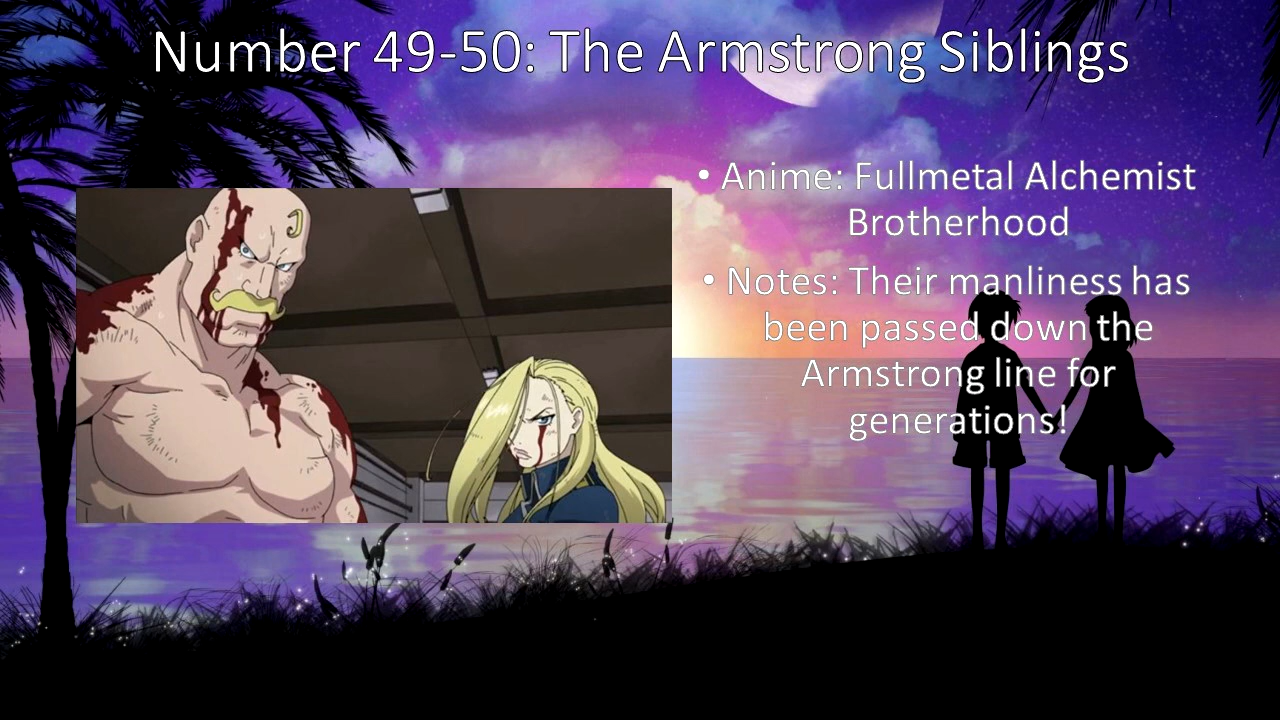 Number 49-50: The Armstrong Siblings
• Anime: Fullmetal Alchemist
Brotherhood
• Notes: Their manliness has
been passed down the
Armstrong line for
generations!